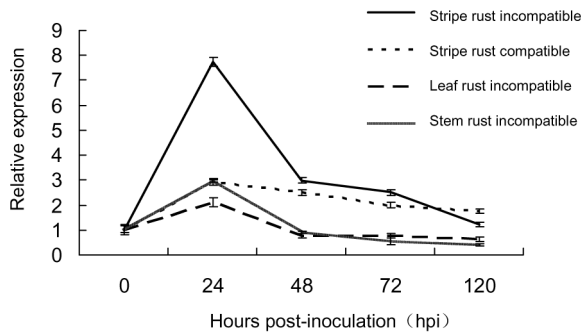 Stripe rust incompatible
Stripe rust compatible
Leaf rust incompatible
Stem rust incompatible
Relative expression
9
8
7
6
5
4
3
2
1
0
0 24 48 72 120
Hours post-inoculation（hpi）